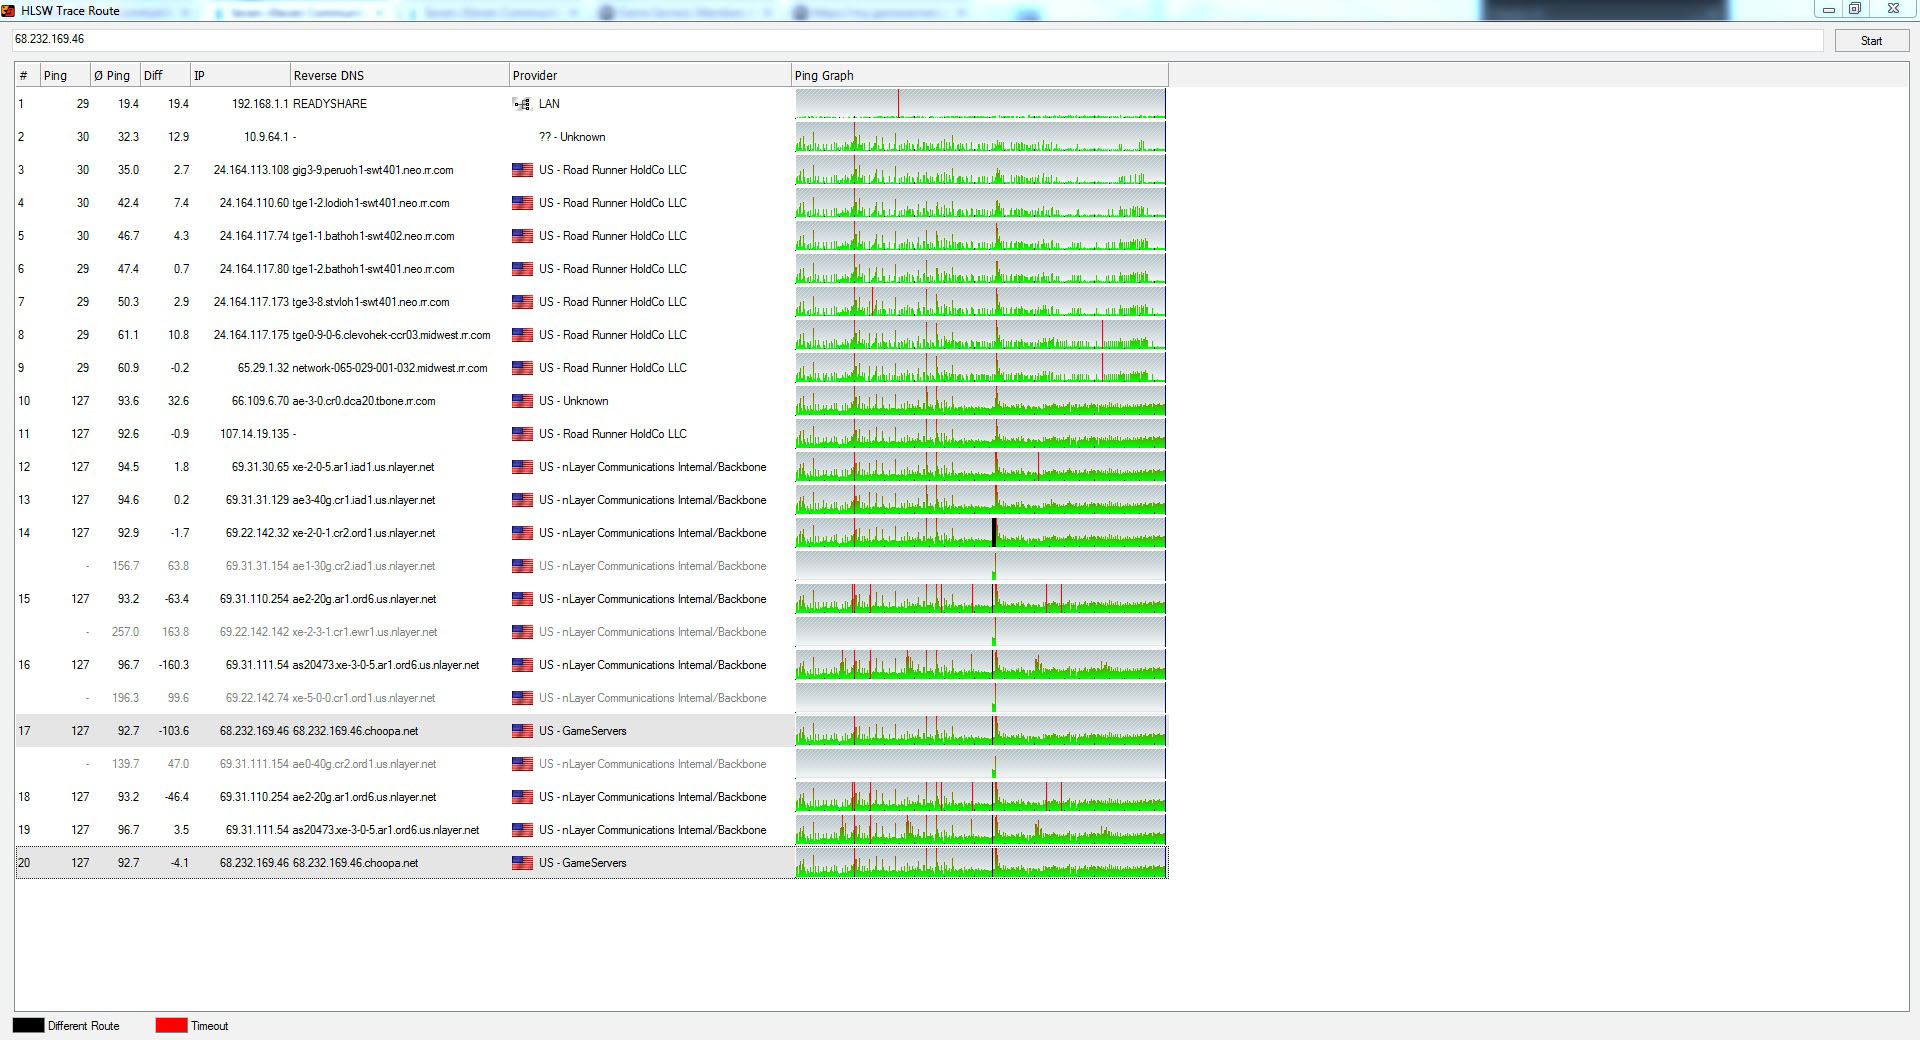 HLSW Trace Route
68.232.169.46 Start
# Ping Ø Ping Diff IP Reverse DNS Provider Ping Graph
1 29 19.4 19.4 192.168.1.1 READYSHARE LAN
2 30 32.3 12.9 10.9.64.1 - ?? - Unknown
3 30 35.0 2.7 24.164.113.108 gig3-9.peruoh1-swt401.neo.rr.com US - Road Runner HoldCo LLC
4 30 42.4 7.4 24.164.110.60 tge1-2.lodioh1-swt401.neo.rr.com US - Road Runner HoldCo LLC
5 30 46.7 4.3 24.164.117.74 tge1-1.bathoh1-swt402.neo.rr.com US - Road Runner HoldCo LLC
6 29 47.4 0.7 24.164.117.80 tge1-2.bathoh1-swt401.neo.rr.com US - Road Runner HoldCo LLC
7 29 50.3 2.9 24.164.117.173 tge3-8.stvloh1-swt401.neo.rr.com US - Road Runner HoldCo LLC
8 29 61.1 10.8 24.164.117.175 tge0-9-0-6.clevohek-ccr03.midwest.rr.com US - Road Runner HoldCo LLC
9 29 60.9 -0.2 65.29.1.32 network-065-029-001-032.midwest.rr.com US - Road Runner HoldCo LLC
10 127 93.6 32.6 66.109.6.70 ae-3-0.cr0.dca20.tbone.rr.com US - Unknown
11 127 92.6 -0.9 107.14.19.135 - US - Road Runner HoldCo LLC
12 127 94.5 1.8 69.31.30.65 xe-2-0-5.ar1.iad1.us.nlayer.net US - nLayer Communications Internal/Backbone
13 127 94.6 0.2 69.31.31.129 ae3-40g.cr1.iad1.us.nlayer.net US - nLayer Communications Internal/Backbone
14 127 92.9 -1.7 69.22.142.32 xe-2-0-1.cr2.ord1.us.nlayer.net US - nLayer Communications Internal/Backbone
- 156.7 63.8 69.31.31.154 ae1-30g.cr2.iad1.us.nlayer.net US - nLayer Communications Internal/Backbone
15 127 93.2 -63.4 69.31.110.254 ae2-20g.ar1.ord6.us.nlayer.net US - nLayer Communications Internal/Backbone
- 257.0 163.8 69.22.142.142 xe-2-3-1.cr1.ewr1.us.nlayer.net US - nLayer Communications Internal/Backbone
16 127 96.7 -160.3 69.31.111.54 as20473.xe-3-0-5.ar1.ord6.us.nlayer.net US - nLayer Communications Internal/Backbone
- 196.3 99.6 69.22.142.74 xe-5-0-0.cr1.ord1.us.nlayer.net US - nLayer Communications Internal/Backbone
17 127 92.7 -103.6 68.232.169.46 68.232.169.46.choopa.net US - GameServers
- 139.7 47.0 69.31.111.154 ae0-40g.cr2.ord1.us.nlayer.net US - nLayer Communications Internal/Backbone
18 127 93.2 -46.4 69.31.110.254 ae2-20g.ar1.ord6.us.nlayer.net US - nLayer Communications Internal/Backbone
19 127 96.7 3.5 69.31.111.54 as20473.xe-3-0-5.ar1.ord6.us.nlayer.net US - nLayer Communications Internal/Backbone
20 127 92.7 -4.1 68.232.169.46 68.232.169.46.choopa.net US - GameServers
Different Route Timeout